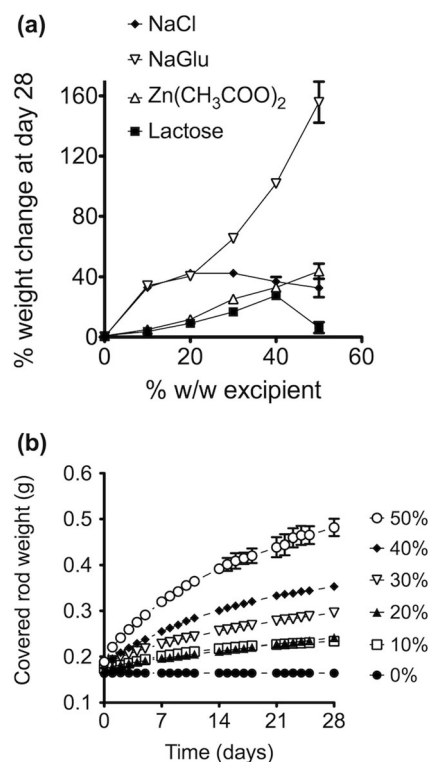 (a)
NaCl
NaGlu
Zn(CH₃COO)₂
Lactose
% weight change at day 28
160
120
80
40
0
0 20 40 60
% w/w excipient
(b)
Covered rod weight (g)
0.6
0.5
0.4
0.3
0.2
0.1
0 7 14 21 28
Time (days)
50%
40%
30%
20%
10%
0%